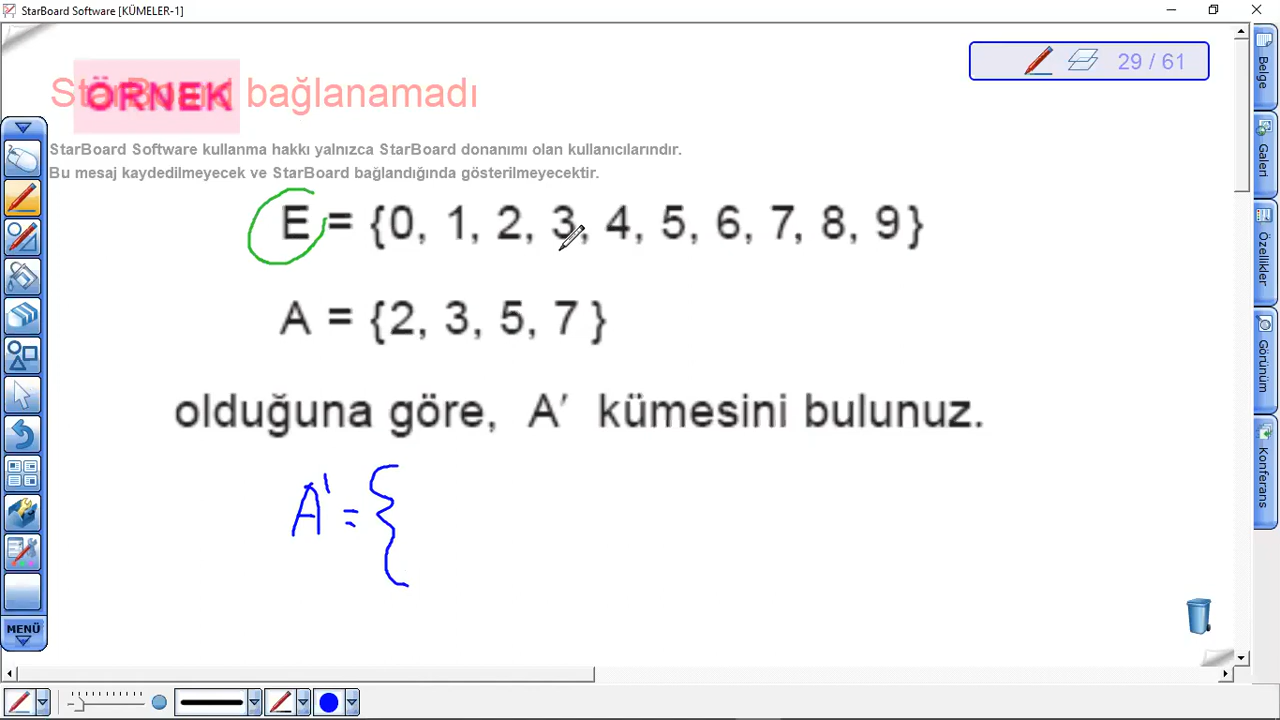 StarBoard Software [KÜMELER-1]
StarBoard bağlanamadı
ÖRNEK
29 / 61
StarBoard Software kullanma hakkı yalnızca StarBoard donanımı olan kullanıcılarındır.
Bu mesaj kaydedilmeyecek ve StarBoard bağlandığında gösterilmeyecektir.
E = {0, 1, 2, 3, 4, 5, 6, 7, 8, 9}
A = {2, 3, 5, 7 }
olduğuna göre, A' kümesini bulunuz.
A' = {
MENÜ
Belge
Galeri
Özellikler
Görünüm
Konferans